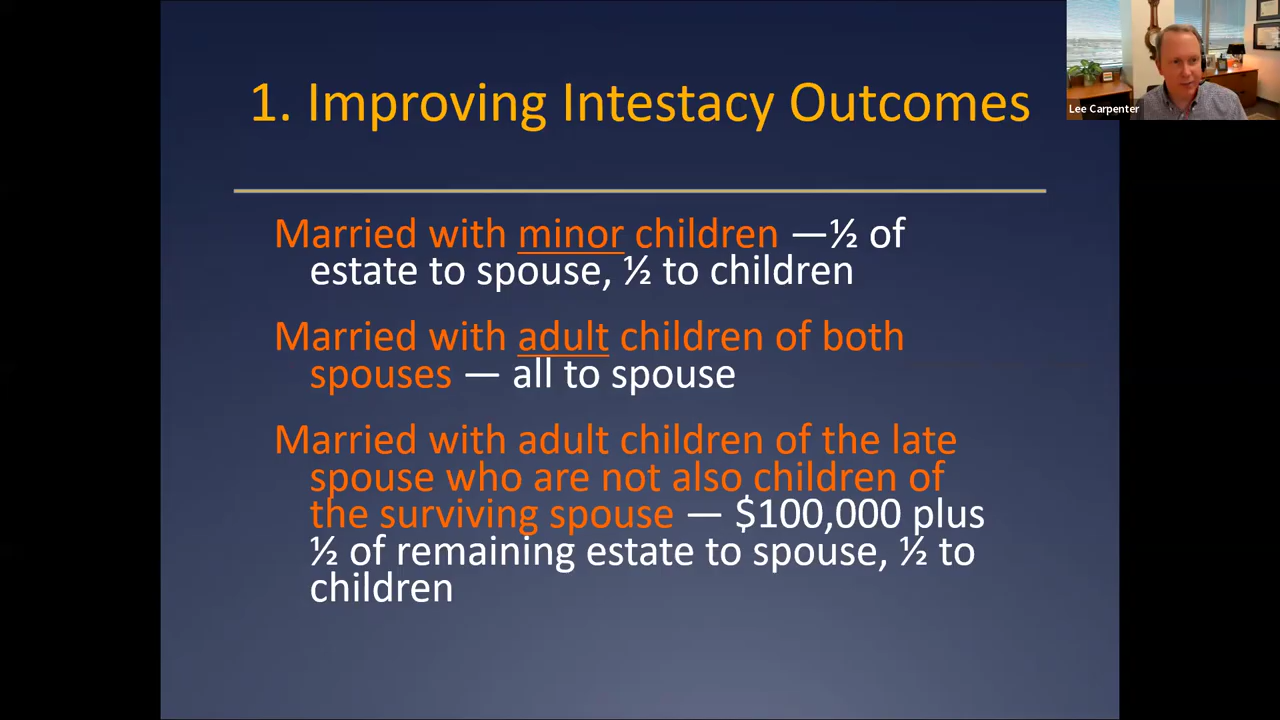 1. Improving Intestacy Outcomes
Married with minor children —½ of
estate to spouse, ½ to children
Married with adult children of both
spouses — all to spouse
Married with adult children of the late
spouse who are not also children of
the surviving spouse — $100,000 plus
½ of remaining estate to spouse, ½ to
children
Lee Carpenter